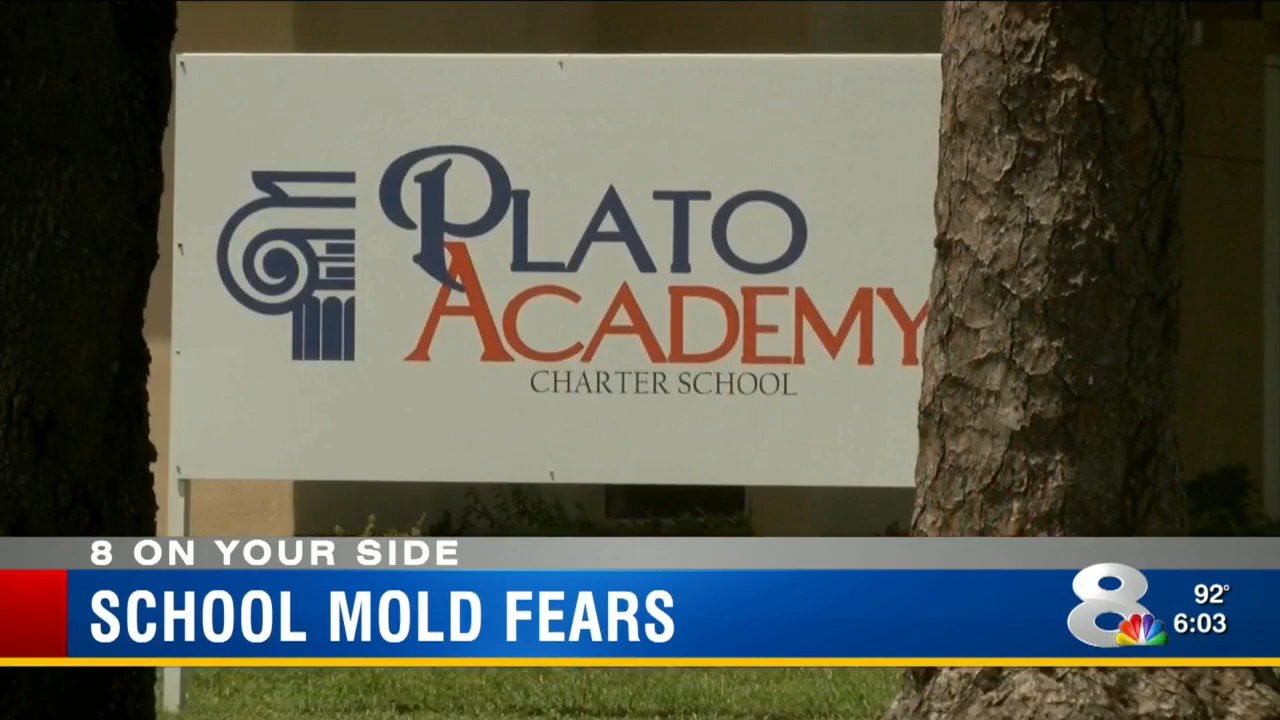 PLATO
ACADEMY
CHARTER SCHOOL
8 ON YOUR SIDE
SCHOOL MOLD FEARS
8
92°
6:03